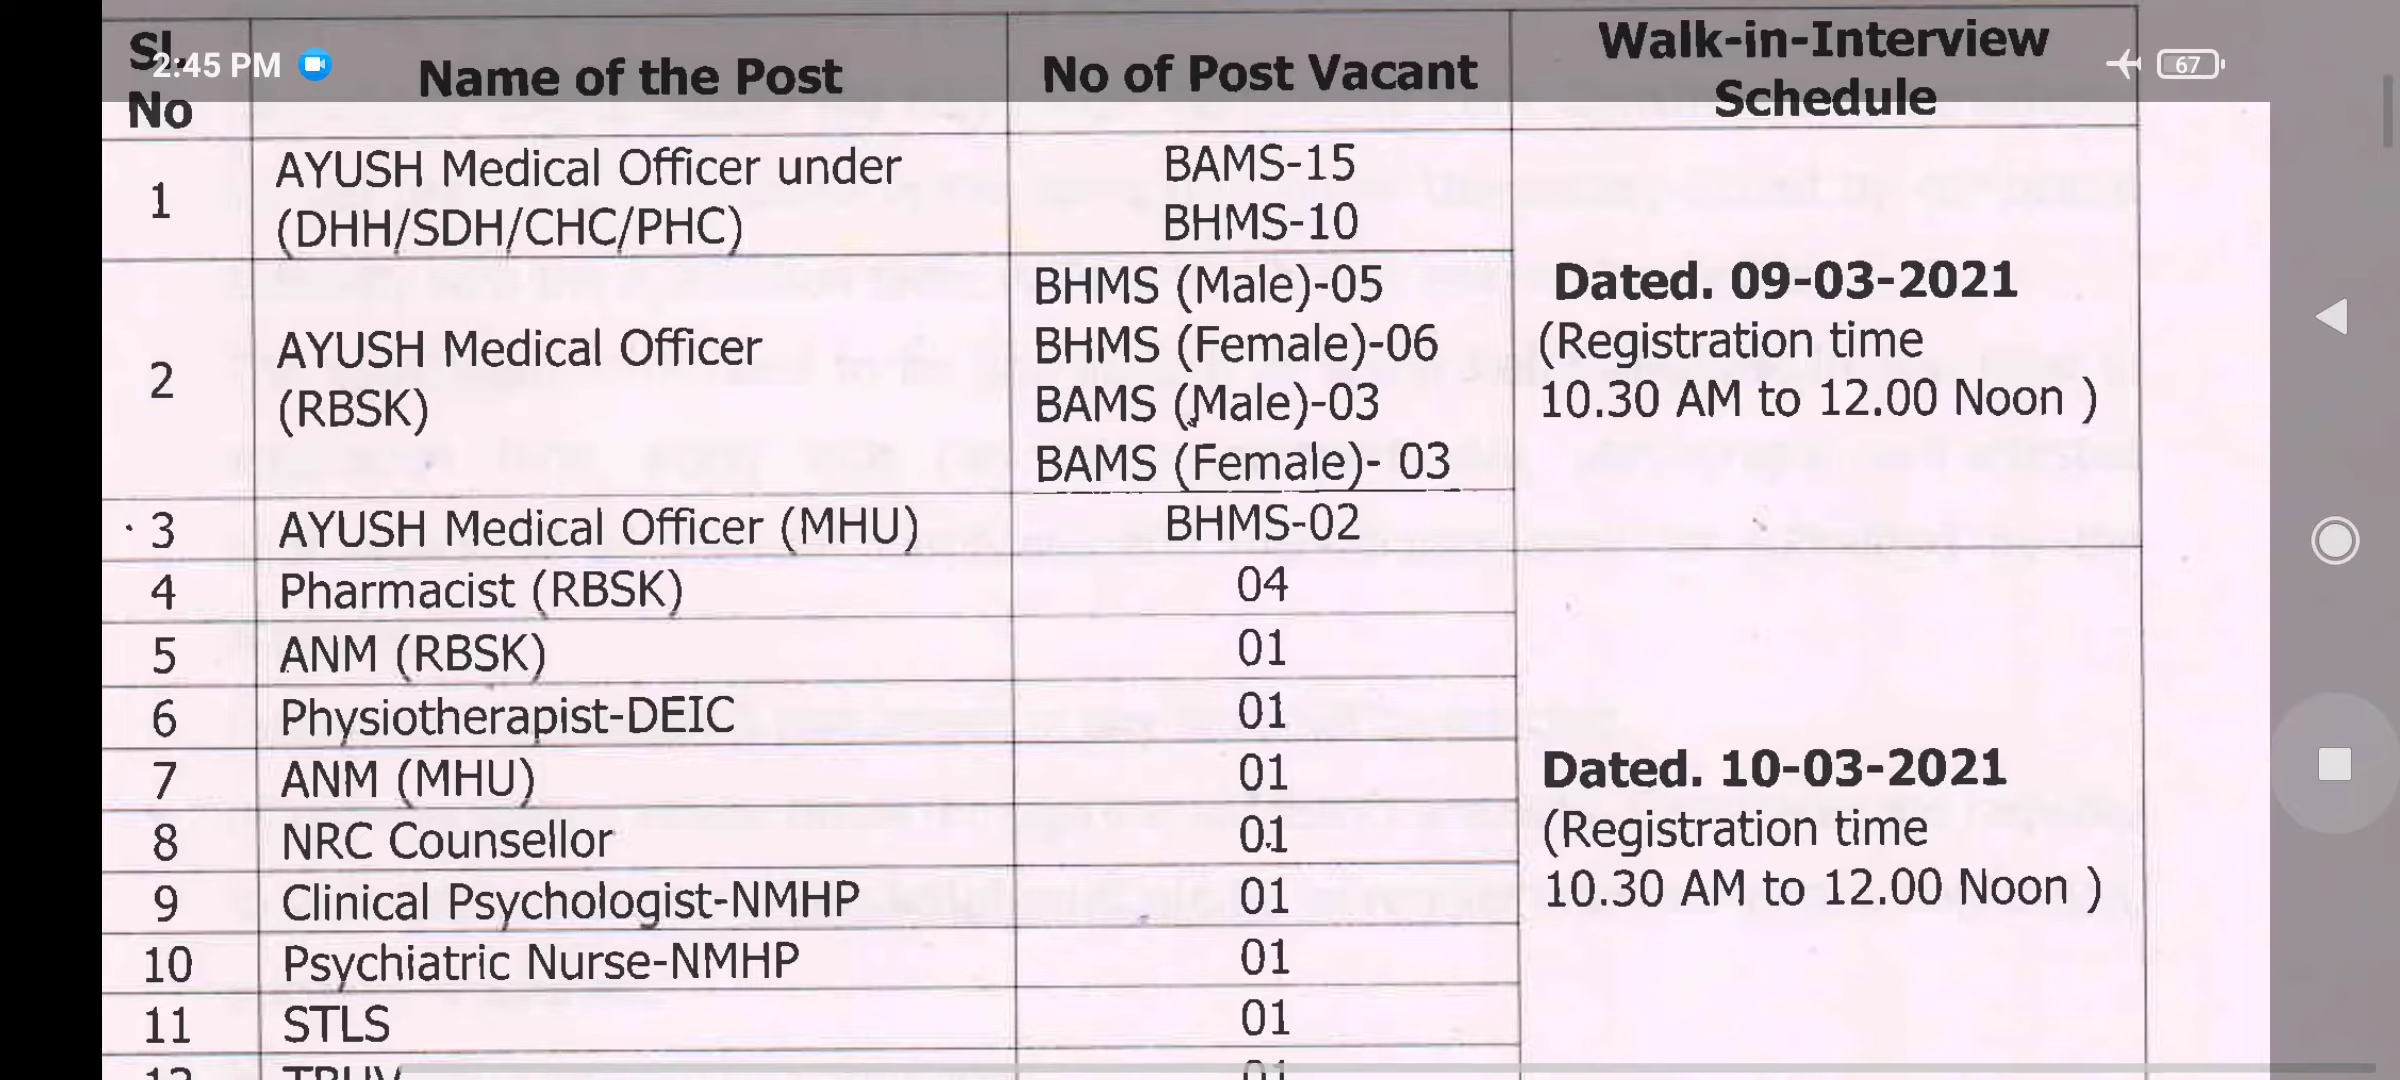 2:45 PM
67
Sl. No
Name of the Post
No of Post Vacant
Walk-in-Interview
Schedule
1
AYUSH Medical Officer under
(DHH/SDH/CHC/PHC)
BAMS-15
BHMS-10
2
AYUSH Medical Officer
(RBSK)
BHMS (Male)-05
BHMS (Female)-06
BAMS (Male)-03
BAMS (Female)- 03
Dated. 09-03-2021
(Registration time
10.30 AM to 12.00 Noon )
3 AYUSH Medical Officer (MHU) BHMS-02
4 Pharmacist (RBSK) 04
5 ANM (RBSK) 01
6 Physiotherapist-DEIC 01
7 ANM (MHU) 01
8 NRC Counsellor 01
9 Clinical Psychologist-NMHP 01
10 Psychiatric Nurse-NMHP 01
11 STLS 01
Dated. 10-03-2021
(Registration time
10.30 AM to 12.00 Noon )